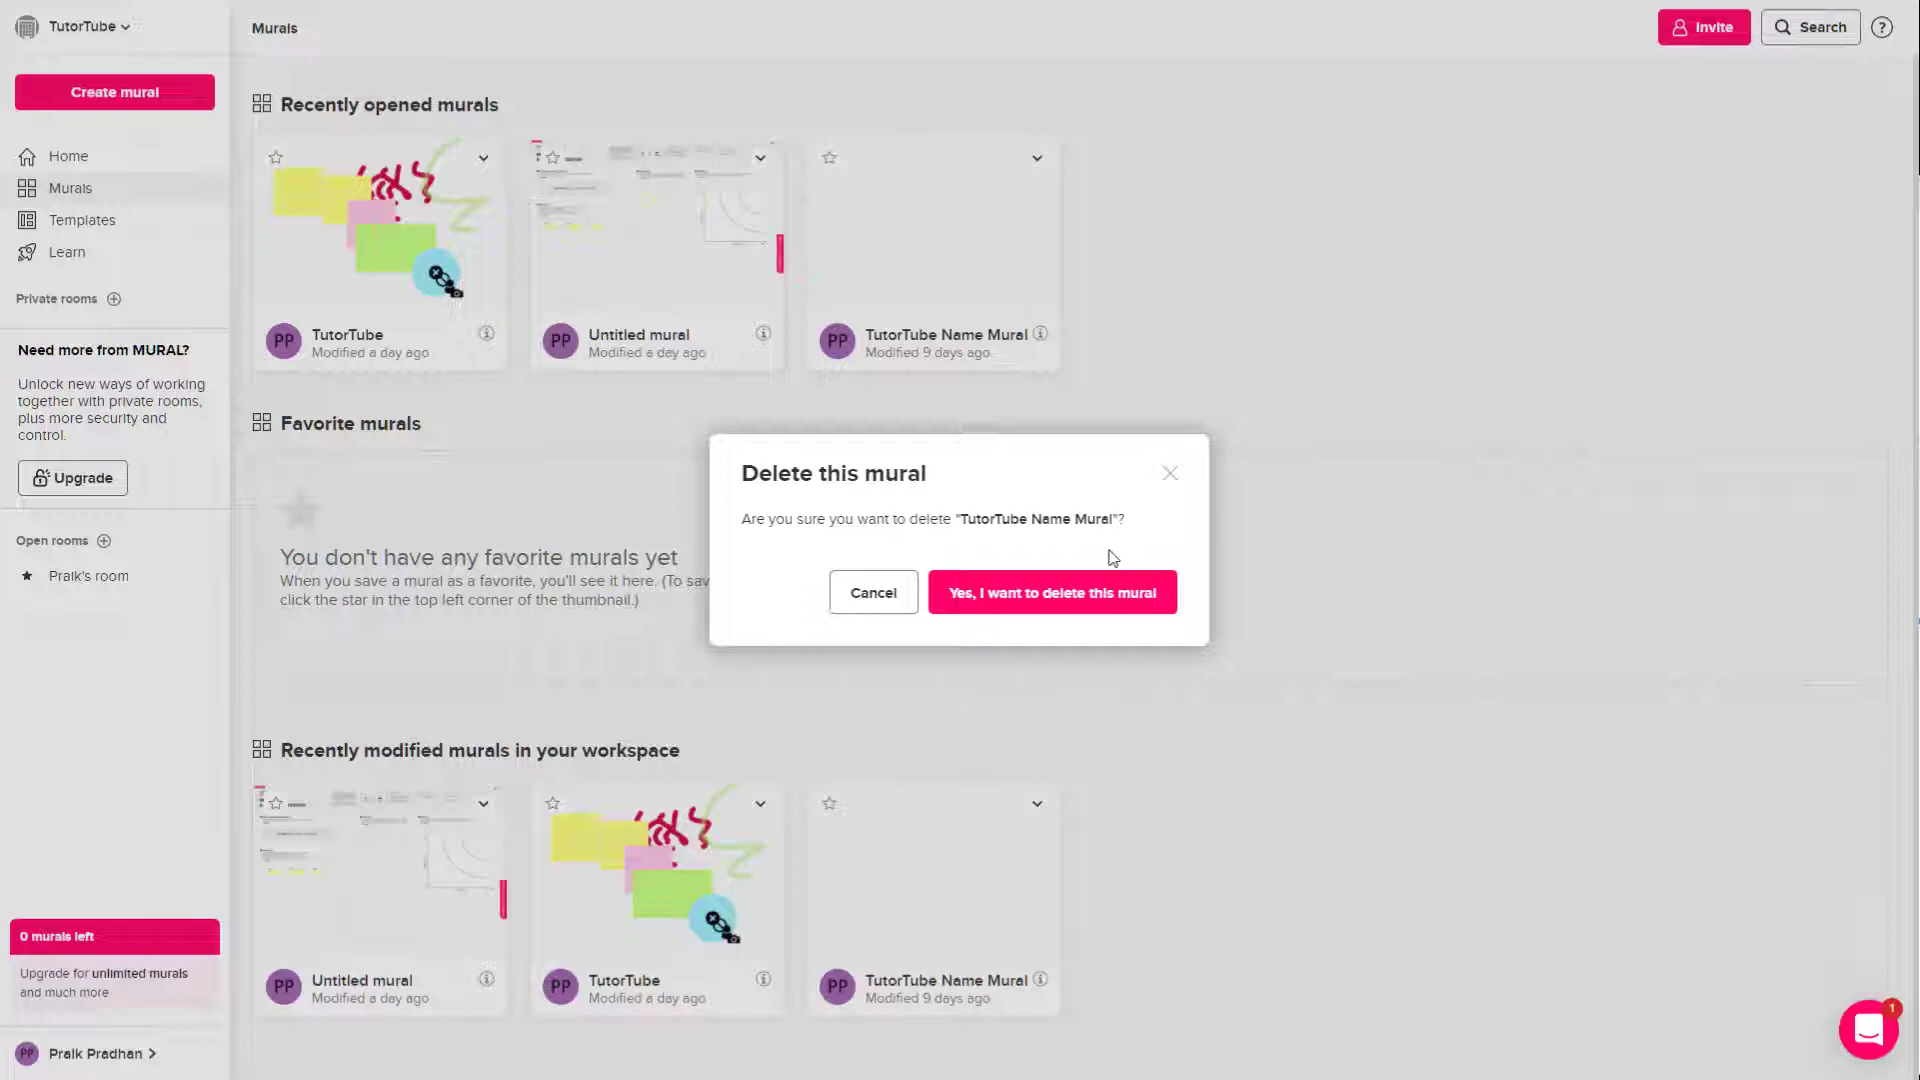 TutorTube
Murals
Invite
Search
?
Create mural
Home
Murals
Templates
Learn
Private rooms
Need more from MURAL?
Unlock new ways of working
together with private rooms,
plus more security and
control.
Upgrade
Open rooms
Praik's room
0 murals left
Upgrade for unlimited murals
and much more
PP Praik Pradhan
Recently opened murals
PP TutorTube
Modified a day ago
PP Untitled mural
Modified a day ago
PP TutorTube Name Mural
Modified 9 days ago
Favorite murals
You don't have any favorite murals yet
When you save a mural as a favorite, you'll see it here. (To sav
click the star in the top left corner of the thumbnail.)
Delete this mural
Are you sure you want to delete "TutorTube Name Mural"?
Cancel
Yes, I want to delete this mural
Recently modified murals in your workspace
PP Untitled mural
Modified a day ago
PP TutorTube
Modified a day ago
PP TutorTube Name Mural
Modified 9 days ago
1